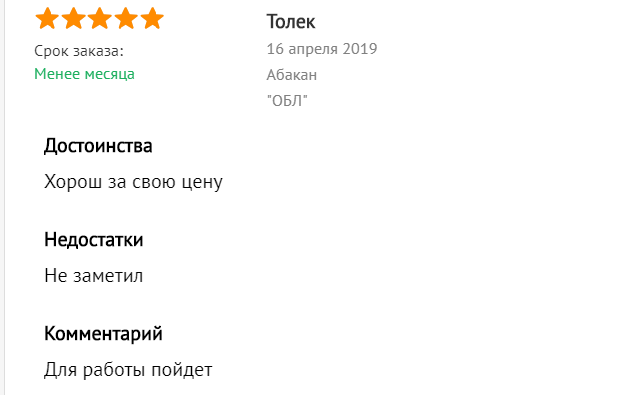 Толек
Срок заказа:
16 апреля 2019
Менее месяца
Абакан
"ОБЛ"
Достоинства
Хорош за свою цену
Недостатки
Не заметил
Комментарий
Для работы пойдет